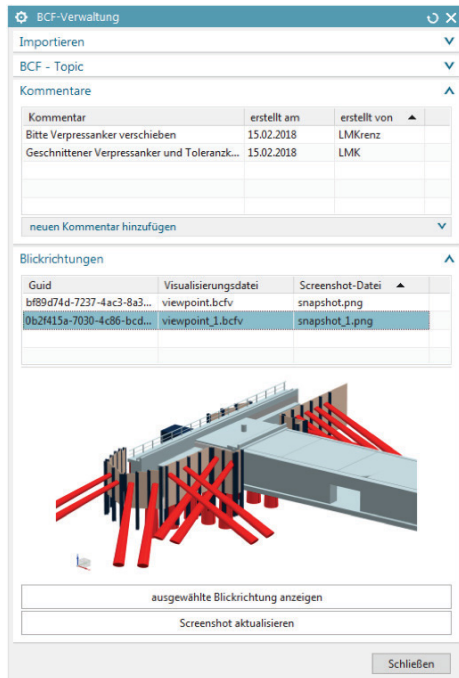 BCF-Verwaltung
Importieren
BCF - Topic
Kommentare
Kommentar erstellt am erstellt von
Bitte Verpressanker verschieben 15.02.2018 LMKrenz
Geschnittener Verpressanker und Toleranzk... 15.02.2018 LMK
neuen Kommentar hinzufügen
Blickrichtungen
Guid Visualisierungsdatei Screenshot-Datei
bf89d74d-7237-4ac3-8a3... viewpoint.bcfv snapshot.png
0b2f415a-7030-4c86-bcd... viewpoint_1.bcfv snapshot_1.png
ausgewählte Blickrichtung anzeigen
Screenshot aktualisieren
Schließen